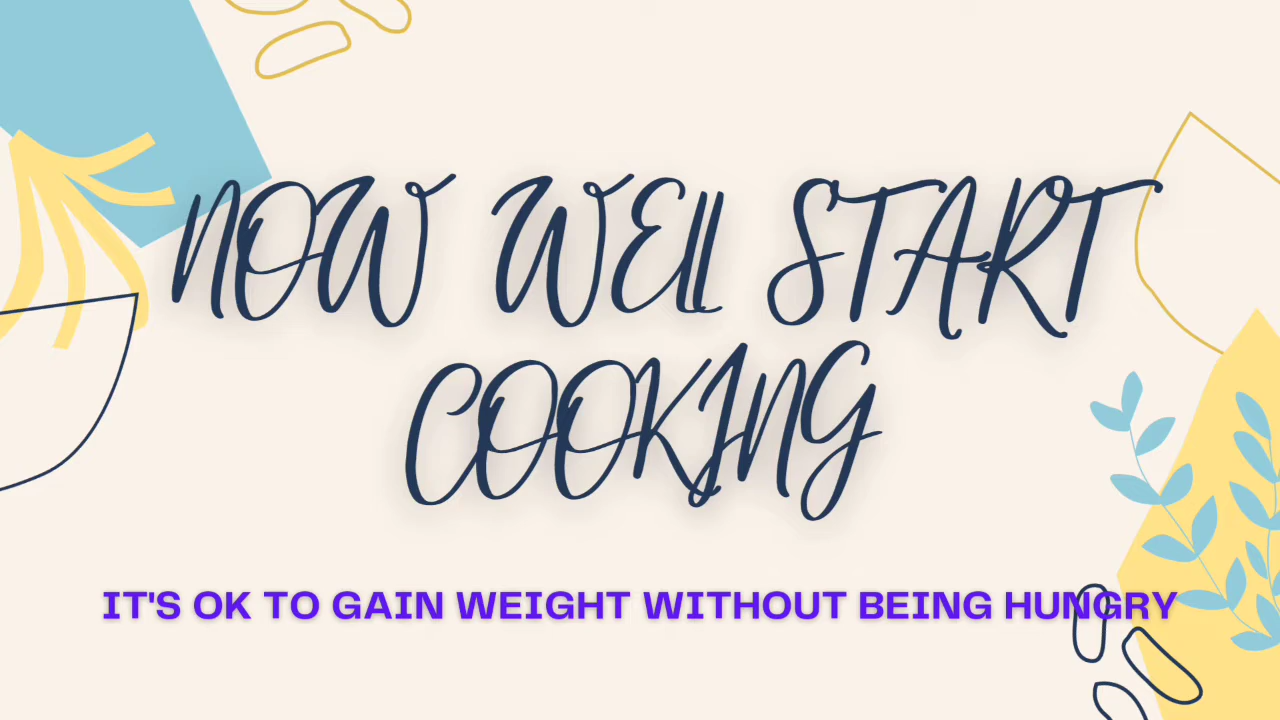 NOW WEll START
COOKING
IT'S OK TO GAIN WEIGHT WITHOUT BEING HUNGRY